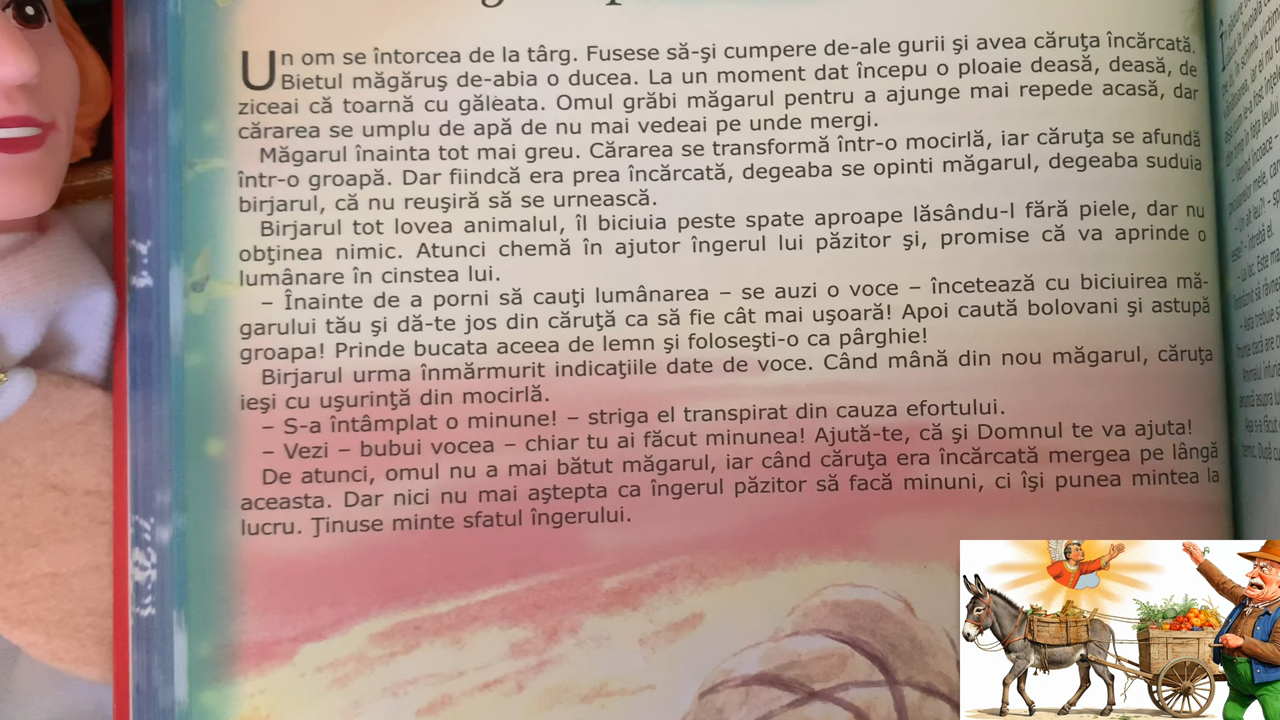 Un om se întorcea de la târg. Fusese să-şi cumpere de-ale gurii şi avea căruţa încărcată.
Bietul măgăruş de-abia o ducea. La un moment dat începu o ploaie deasă, deasă, de
ziceai că toarnă cu găleata. Omul grăbi măgarul pentru a ajunge mai repede acasă, dar
cărarea se umplu de apă de nu mai vedeai pe unde mergi.
Măgarul înainta tot mai greu. Cărarea se transformă într-o mocirlă, iar căruţa se afundă
într-o groapă. Dar fiindcă era prea încărcată, degeaba se opinti măgarul, degeaba suduia
birjarul, că nu reuşiră să se urnească.
Birjarul tot lovea animalul, îl biciuia peste spate aproape lăsându-l fără piele, dar nu
obţinea nimic. Atunci chemă în ajutor îngerul lui păzitor şi, promise că va aprinde o
lumânare în cinstea lui.
– Înainte de a porni să cauţi lumânarea – se auzi o voce – încetează cu biciuirea mă-
garului tău şi dă-te jos din căruţă ca să fie cât mai uşoară! Apoi caută bolovani şi astupă
groapa! Prinde bucata aceea de lemn şi foloseşti-o ca pârghie!
Birjarul urma înmărmurit indicaţiile date de voce. Când mână din nou măgarul, căruţa
ieşi cu uşurinţă din mocirlă.
– S-a întâmplat o minune! – striga el transpirat din cauza efortului.
– Vezi – bubui vocea – chiar tu ai făcut minunea! Ajută-te, că şi Domnul te va ajuta!
De atunci, omul nu a mai bătut măgarul, iar când căruţa era încărcată mergea pe lângă
aceasta. Dar nici nu mai aştepta ca îngerul păzitor să facă minuni, ci îşi punea mintea la
lucru. Ţinuse minte sfatul îngerului.